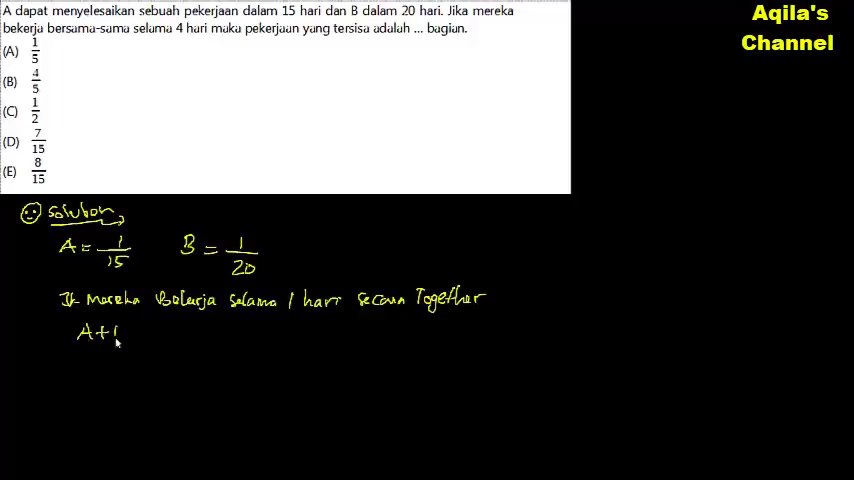 A dapat menyelesaikan sebuah pekerjaan dalam 15 hari dan B dalam 20 hari. Jika mereka
bekerja bersama-sama selama 4 hari maka pekerjaan yang tersisa adalah ... bagian.
(A) 1/5
(B) 4/5
(C) 1/2
(D) 7/15
(E) 8/15
Aqila's
Channel
solution
A = 1/15 B = 1/20
If mereka Bekerja selama 1 hari secara Together
A +